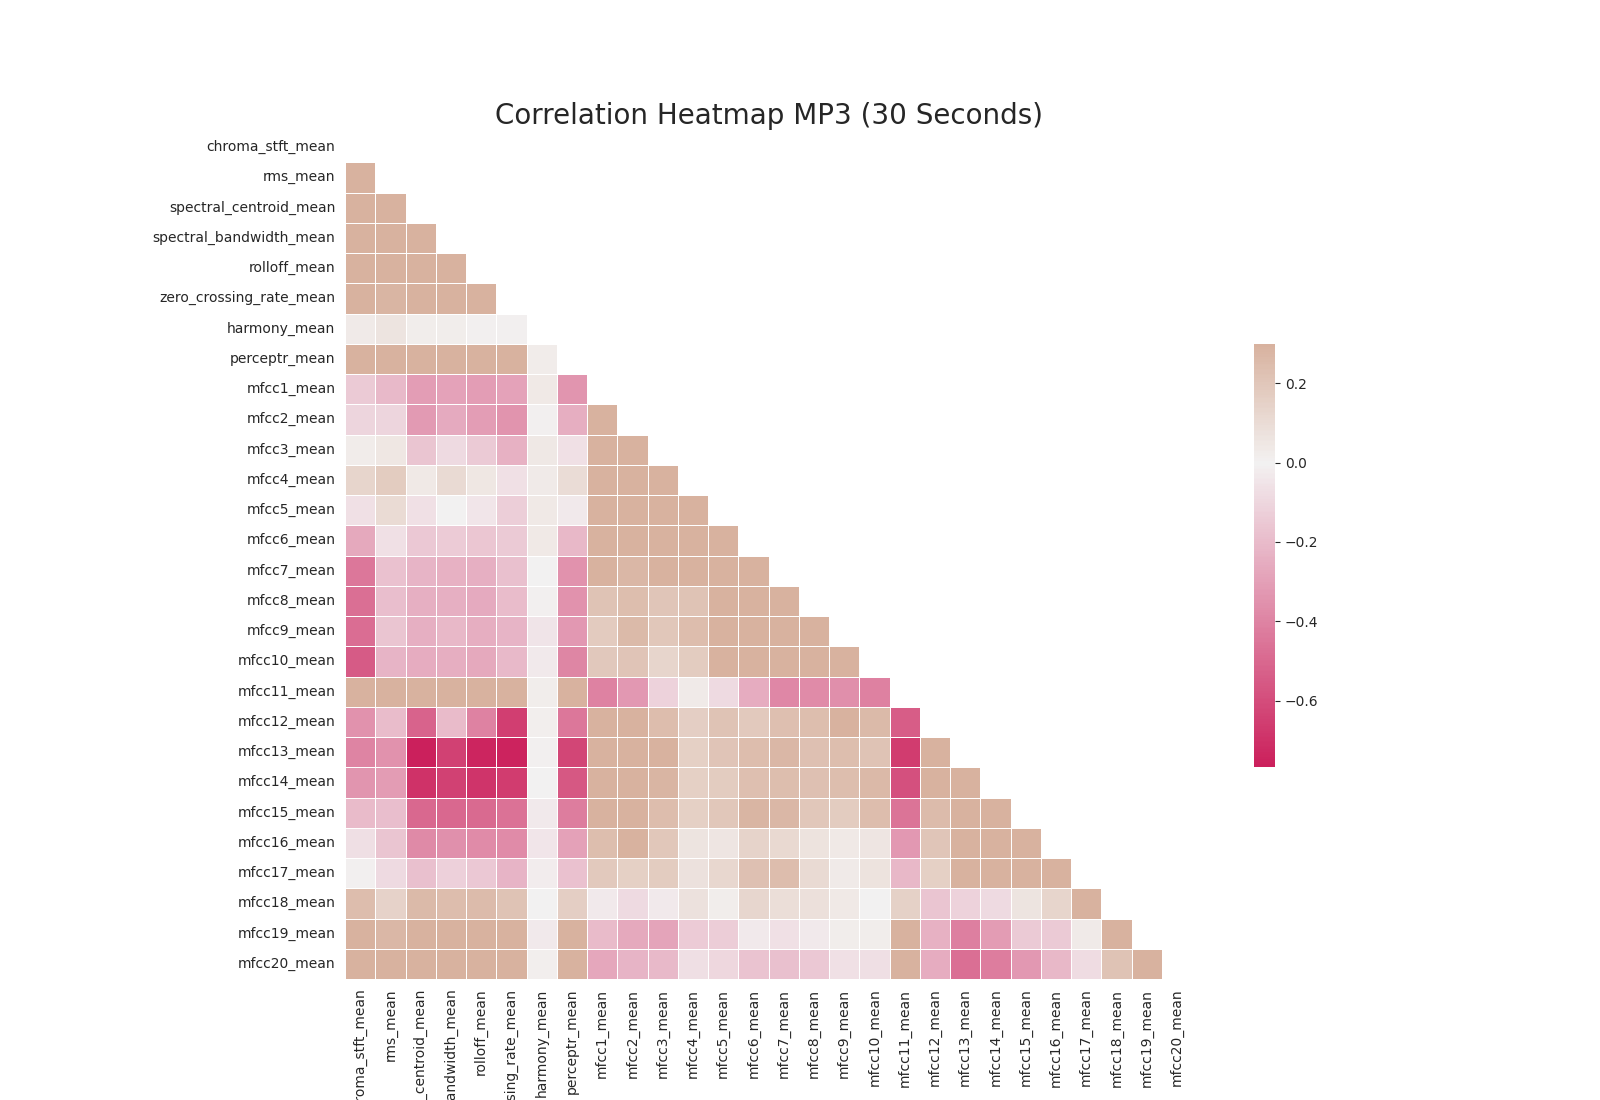 Correlation Heatmap MP3 (30 Seconds)
chroma_stft_mean
rms_mean
spectral_centroid_mean
spectral_bandwidth_mean
rolloff_mean
zero_crossing_rate_mean
harmony_mean
perceptr_mean
mfcc1_mean
mfcc2_mean
mfcc3_mean
mfcc4_mean
mfcc5_mean
mfcc6_mean
mfcc7_mean
mfcc8_mean
mfcc9_mean
mfcc10_mean
mfcc11_mean
mfcc12_mean
mfcc13_mean
mfcc14_mean
mfcc15_mean
mfcc16_mean
mfcc17_mean
mfcc18_mean
mfcc19_mean
mfcc20_mean
roma_stft_mean
rms_mean
_centroid_mean
andwidth_mean
rolloff_mean
sing_rate_mean
harmony_mean
perceptr_mean
mfcc1_mean
mfcc2_mean
mfcc3_mean
mfcc4_mean
mfcc5_mean
mfcc6_mean
mfcc7_mean
mfcc8_mean
mfcc9_mean
mfcc10_mean
mfcc11_mean
mfcc12_mean
mfcc13_mean
mfcc14_mean
mfcc15_mean
mfcc16_mean
mfcc17_mean
mfcc18_mean
mfcc19_mean
mfcc20_mean
0.2
0.0
−0.2
−0.4
−0.6